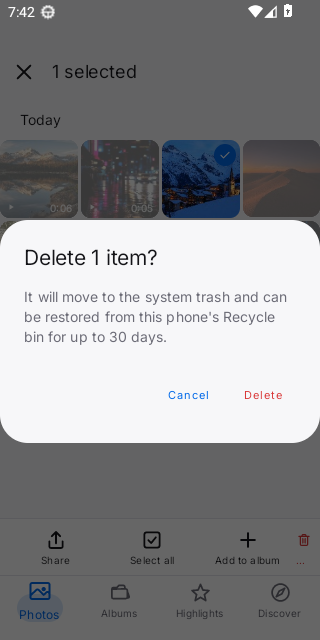 7:42
1 selected
Today
0:06
0:05
Delete 1 item?
It will move to the system trash and can
be restored from this phone's Recycle
bin for up to 30 days.
Cancel
Delete
Share
Select all
Add to album
...
Photos
Albums
Highlights
Discover